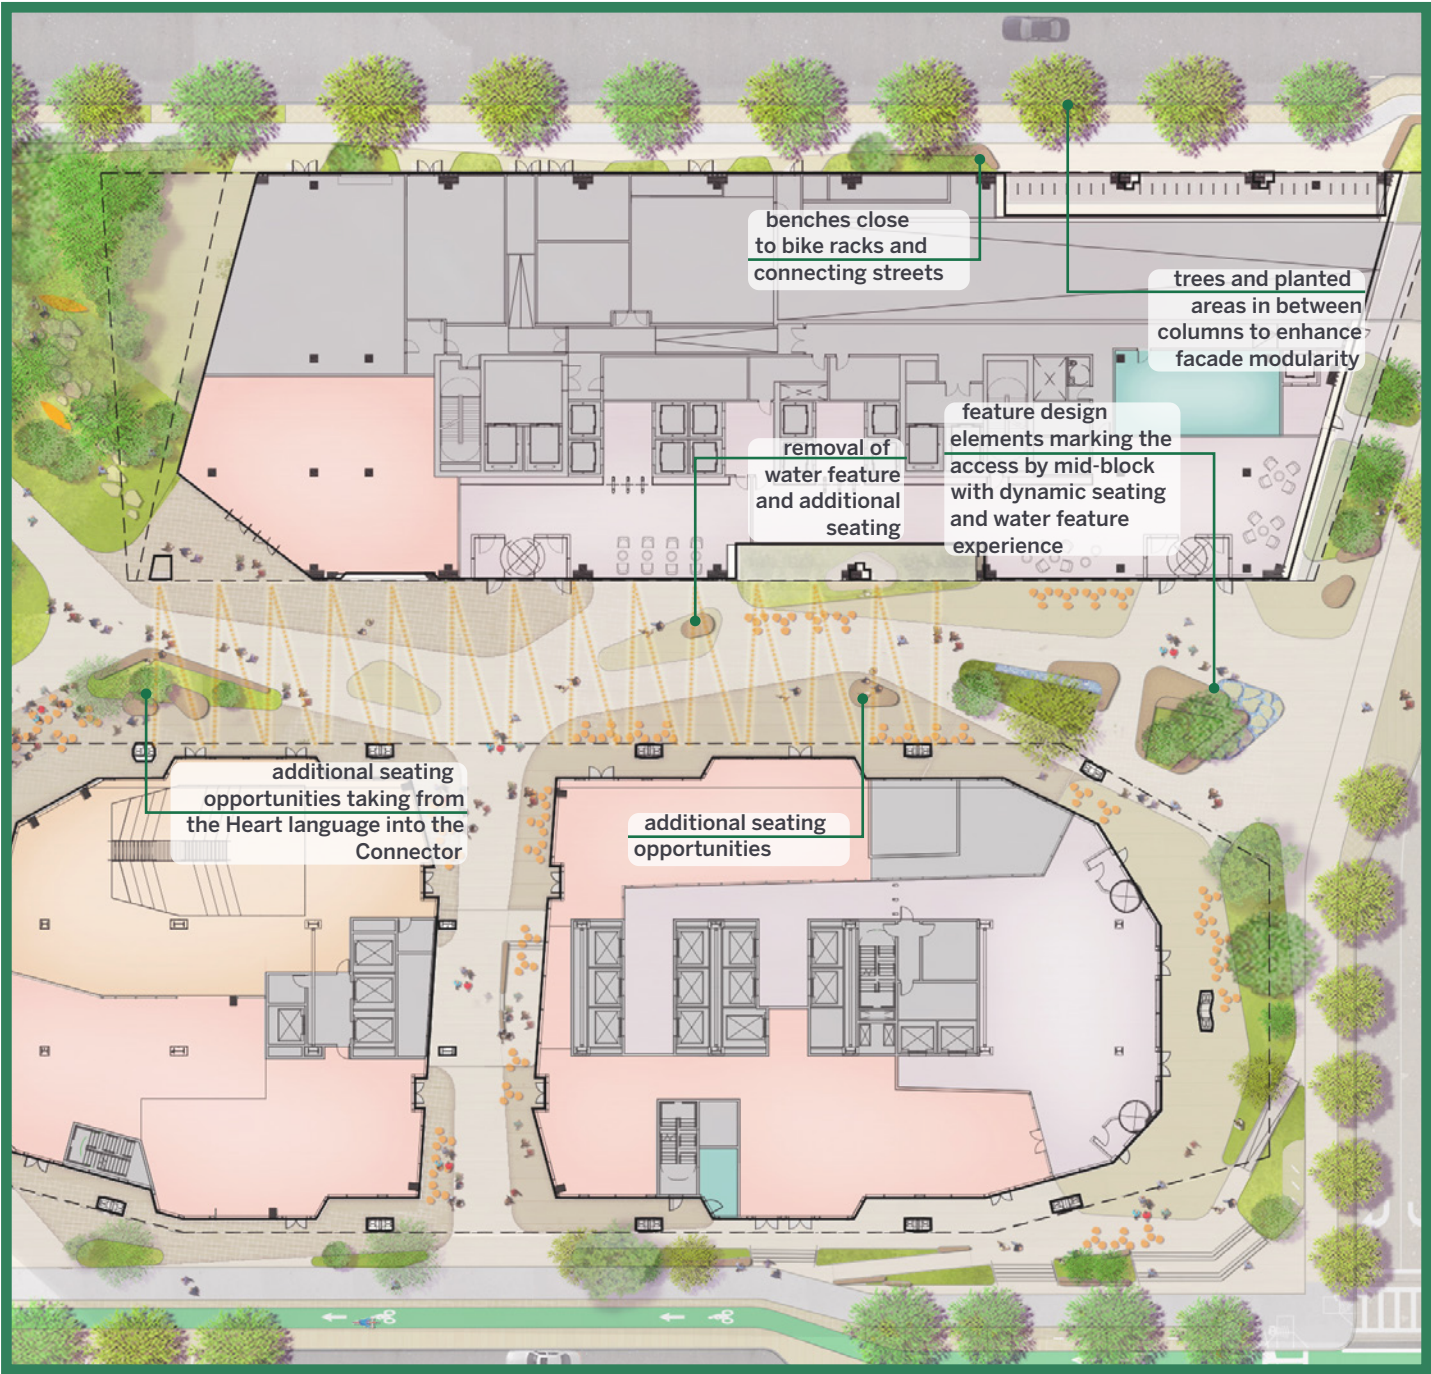 benches close
to bike racks and
connecting streets
trees and planted
areas in between
columns to enhance
facade modularity
feature design
elements marking the
access by mid-block
with dynamic seating
and water feature
experience
removal of
water feature
and additional
seating
additional seating
opportunities taking from
the Heart language into the
Connector
additional seating
opportunities